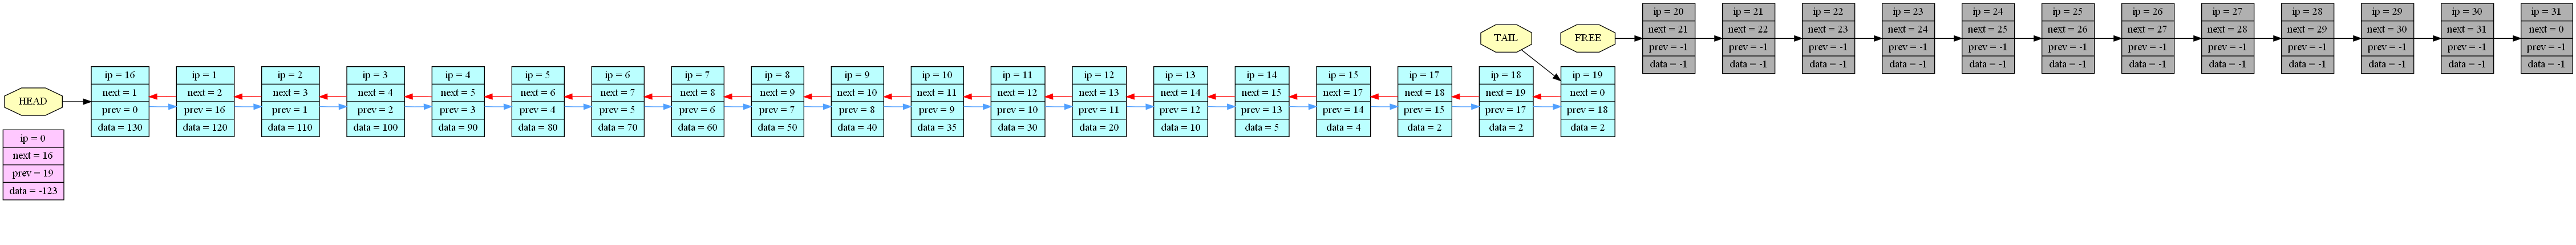 HEAD
ip = 0
next = 16
prev = 19
data = -123
ip = 16
next = 1
prev = 0
data = 130
ip = 1
next = 2
prev = 16
data = 120
ip = 2
next = 3
prev = 1
data = 110
ip = 3
next = 4
prev = 2
data = 100
ip = 4
next = 5
prev = 3
data = 90
ip = 5
next = 6
prev = 4
data = 80
ip = 6
next = 7
prev = 5
data = 70
ip = 7
next = 8
prev = 6
data = 60
ip = 8
next = 9
prev = 7
data = 50
ip = 9
next = 10
prev = 8
data = 40
ip = 10
next = 11
prev = 9
data = 35
ip = 11
next = 12
prev = 10
data = 30
ip = 12
next = 13
prev = 11
data = 20
ip = 13
next = 14
prev = 12
data = 10
ip = 14
next = 15
prev = 13
data = 5
ip = 15
next = 17
prev = 14
data = 4
ip = 17
next = 18
prev = 15
data = 2
TAIL
ip = 18
next = 19
prev = 17
data = 2
FREE
ip = 19
next = 0
prev = 18
data = 2
ip = 20
next = 21
prev = -1
data = -1
ip = 21
next = 22
prev = -1
data = -1
ip = 22
next = 23
prev = -1
data = -1
ip = 23
next = 24
prev = -1
data = -1
ip = 24
next = 25
prev = -1
data = -1
ip = 25
next = 26
prev = -1
data = -1
ip = 26
next = 27
prev = -1
data = -1
ip = 27
next = 28
prev = -1
data = -1
ip = 28
next = 29
prev = -1
data = -1
ip = 29
next = 30
prev = -1
data = -1
ip = 30
next = 31
prev = -1
data = -1
ip = 31
next = 0
prev = -1
data = -1